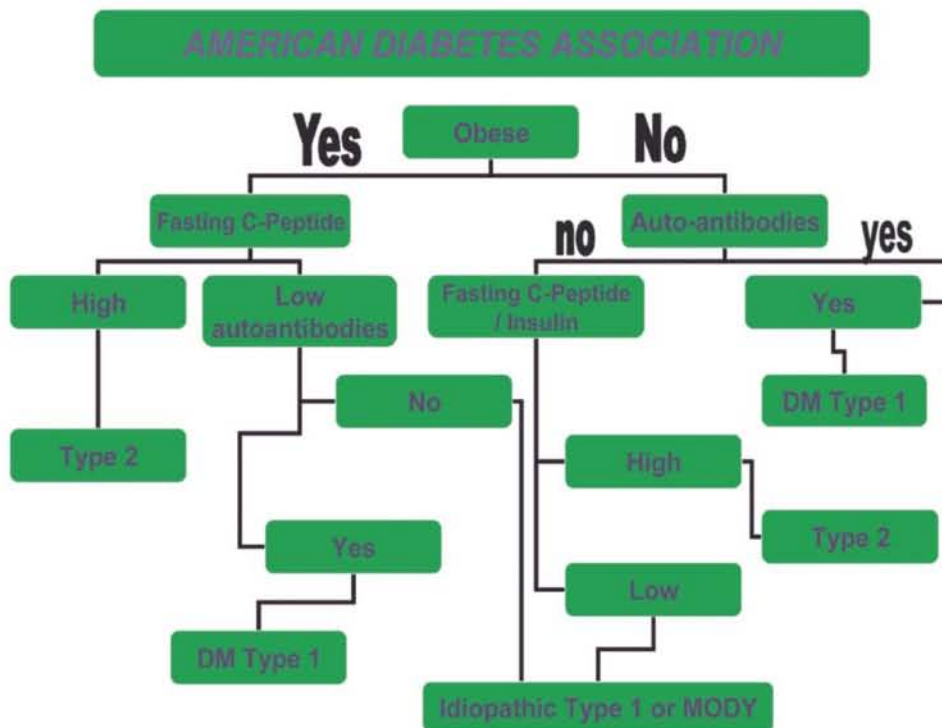 AMERICAN DIABETES ASSOCIATION
Yes
Obese
No
Fasting C-Peptide
Auto-antibodies
no
yes
High
Low
autoantibodies
Fasting C-Peptide
/ Insulin
Yes
No
DM Type 1
Type 2
High
Yes
Type 2
Low
DM Type 1
Idiopathic Type 1 or MODY